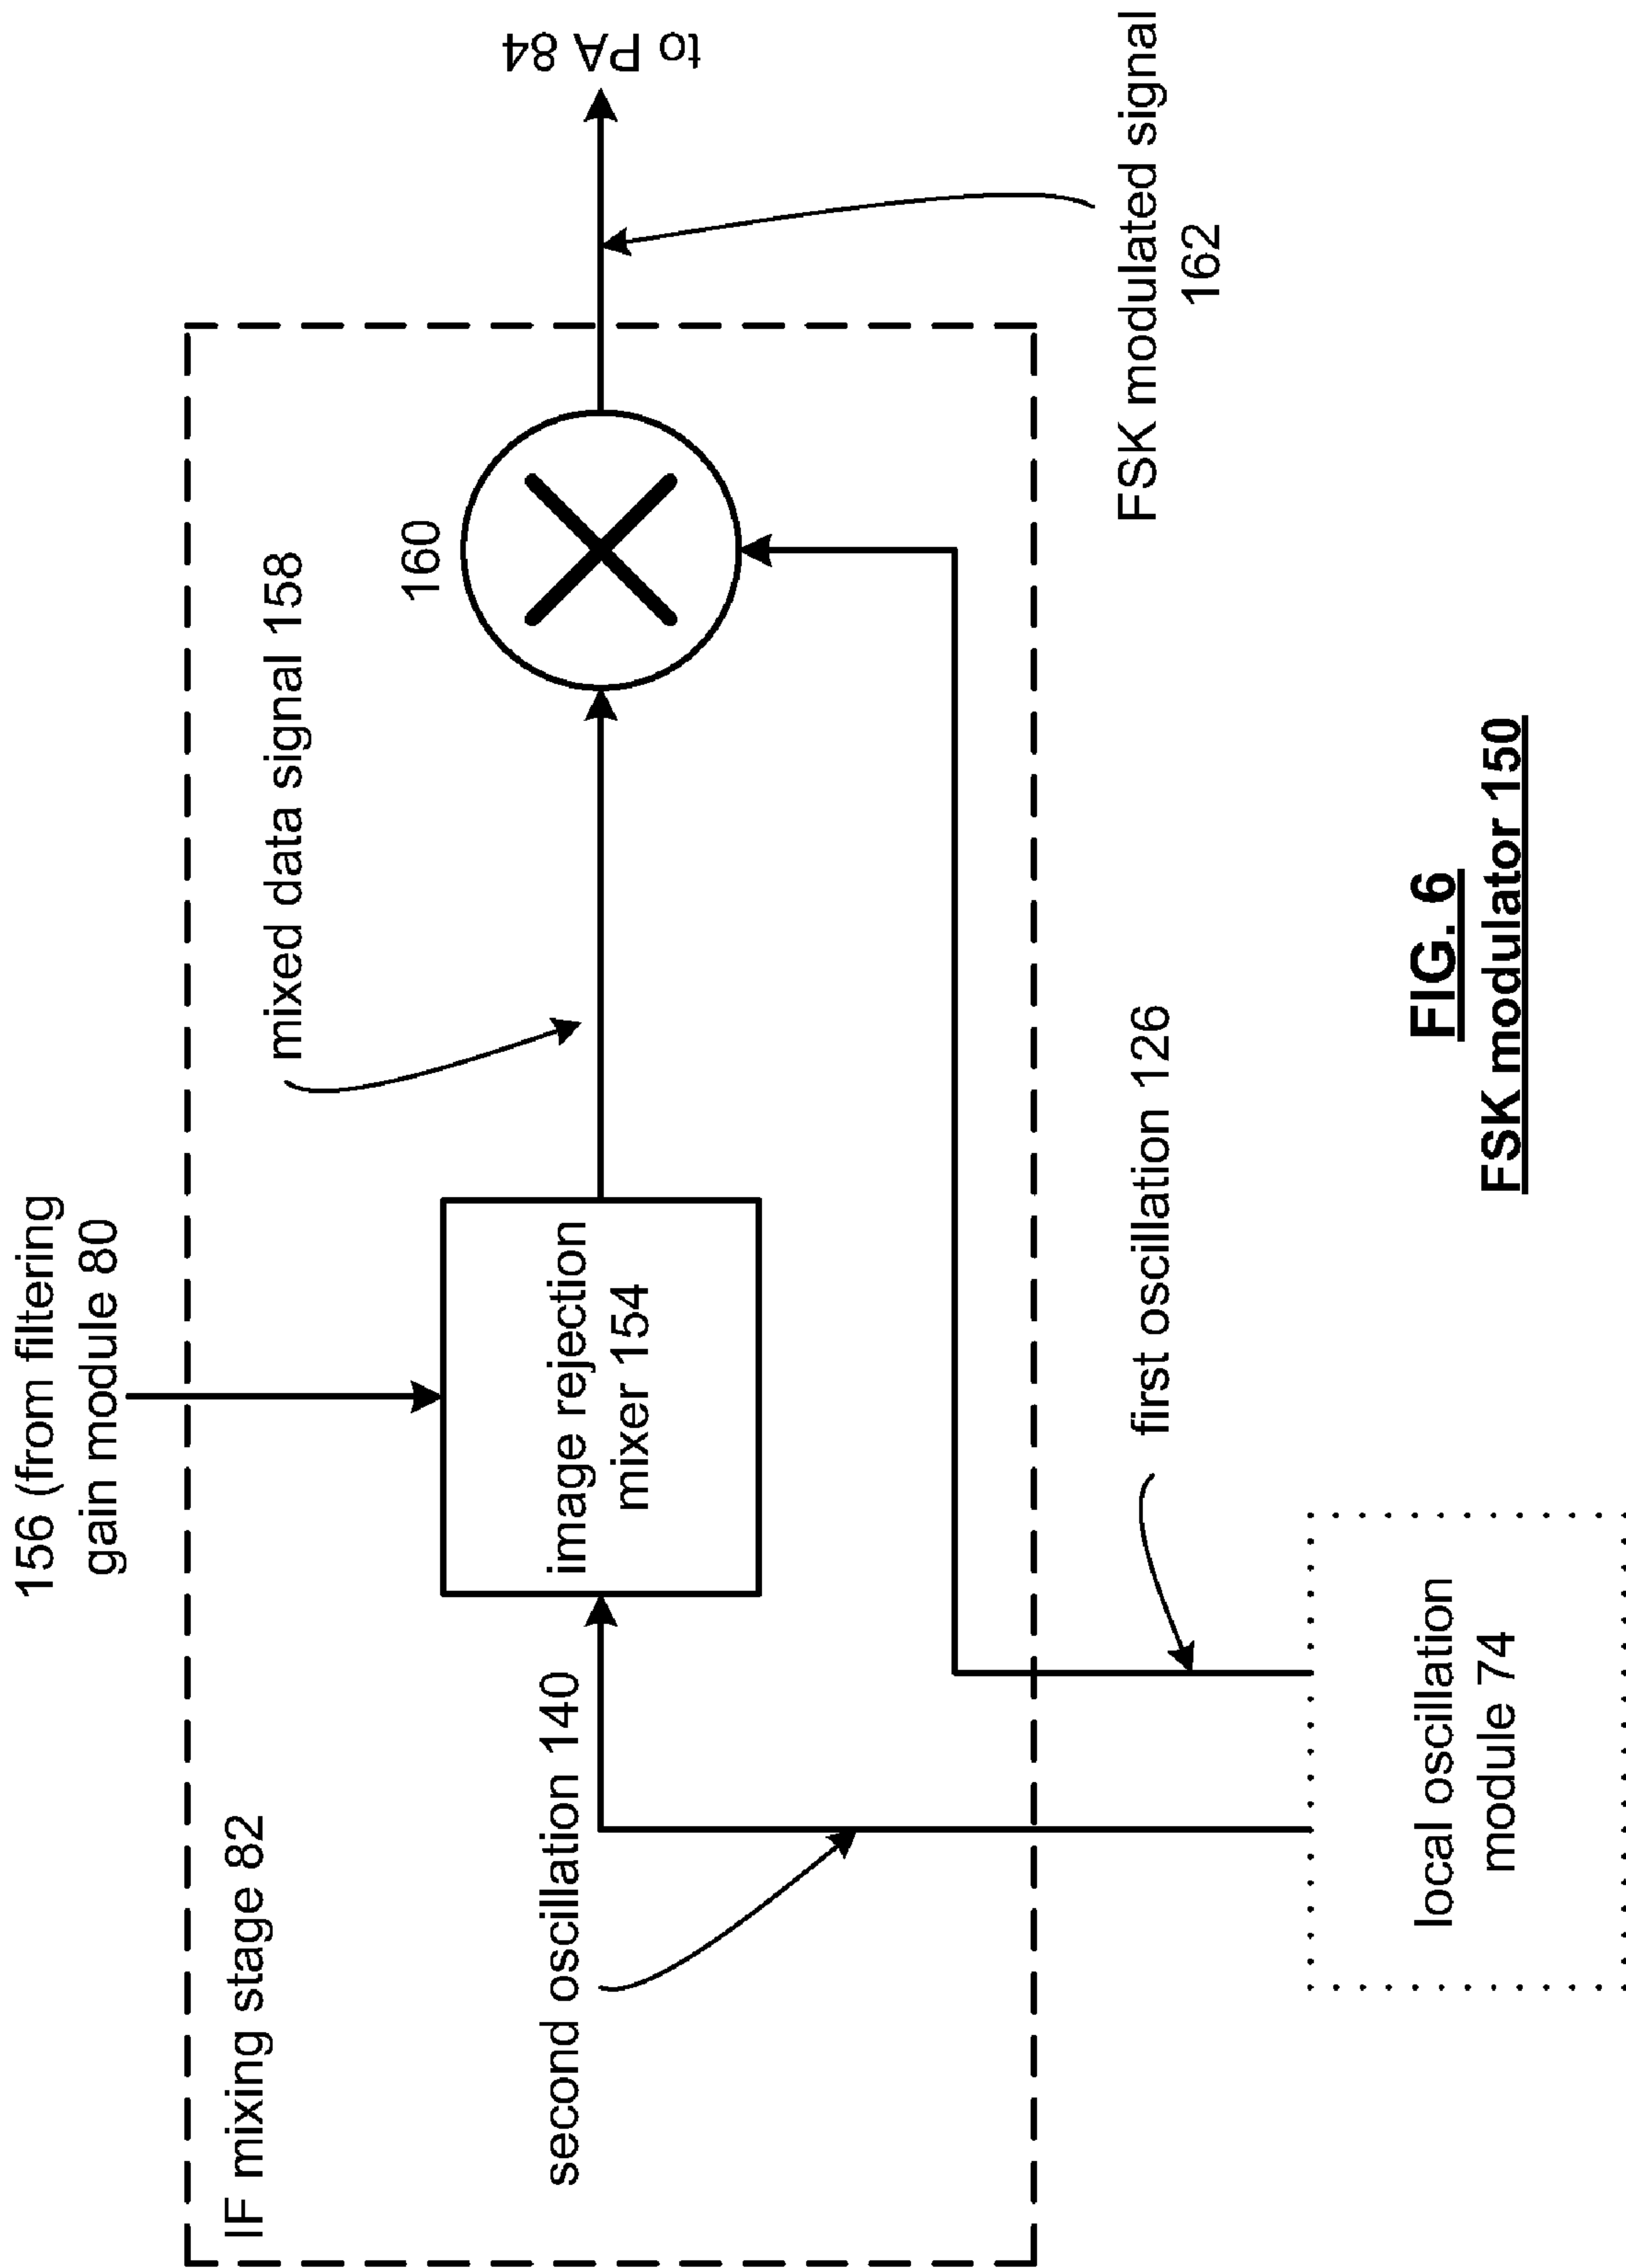 156 (from filtering
gain module 80
IF mixing stage 82
mixed data signal 158
160
to PA 84
second oscillation 140
image rejection
mixer 154
FSK modulated signal
162
first oscillation 126
local oscillation
module 74
FIG. 6
FSK modulator 150